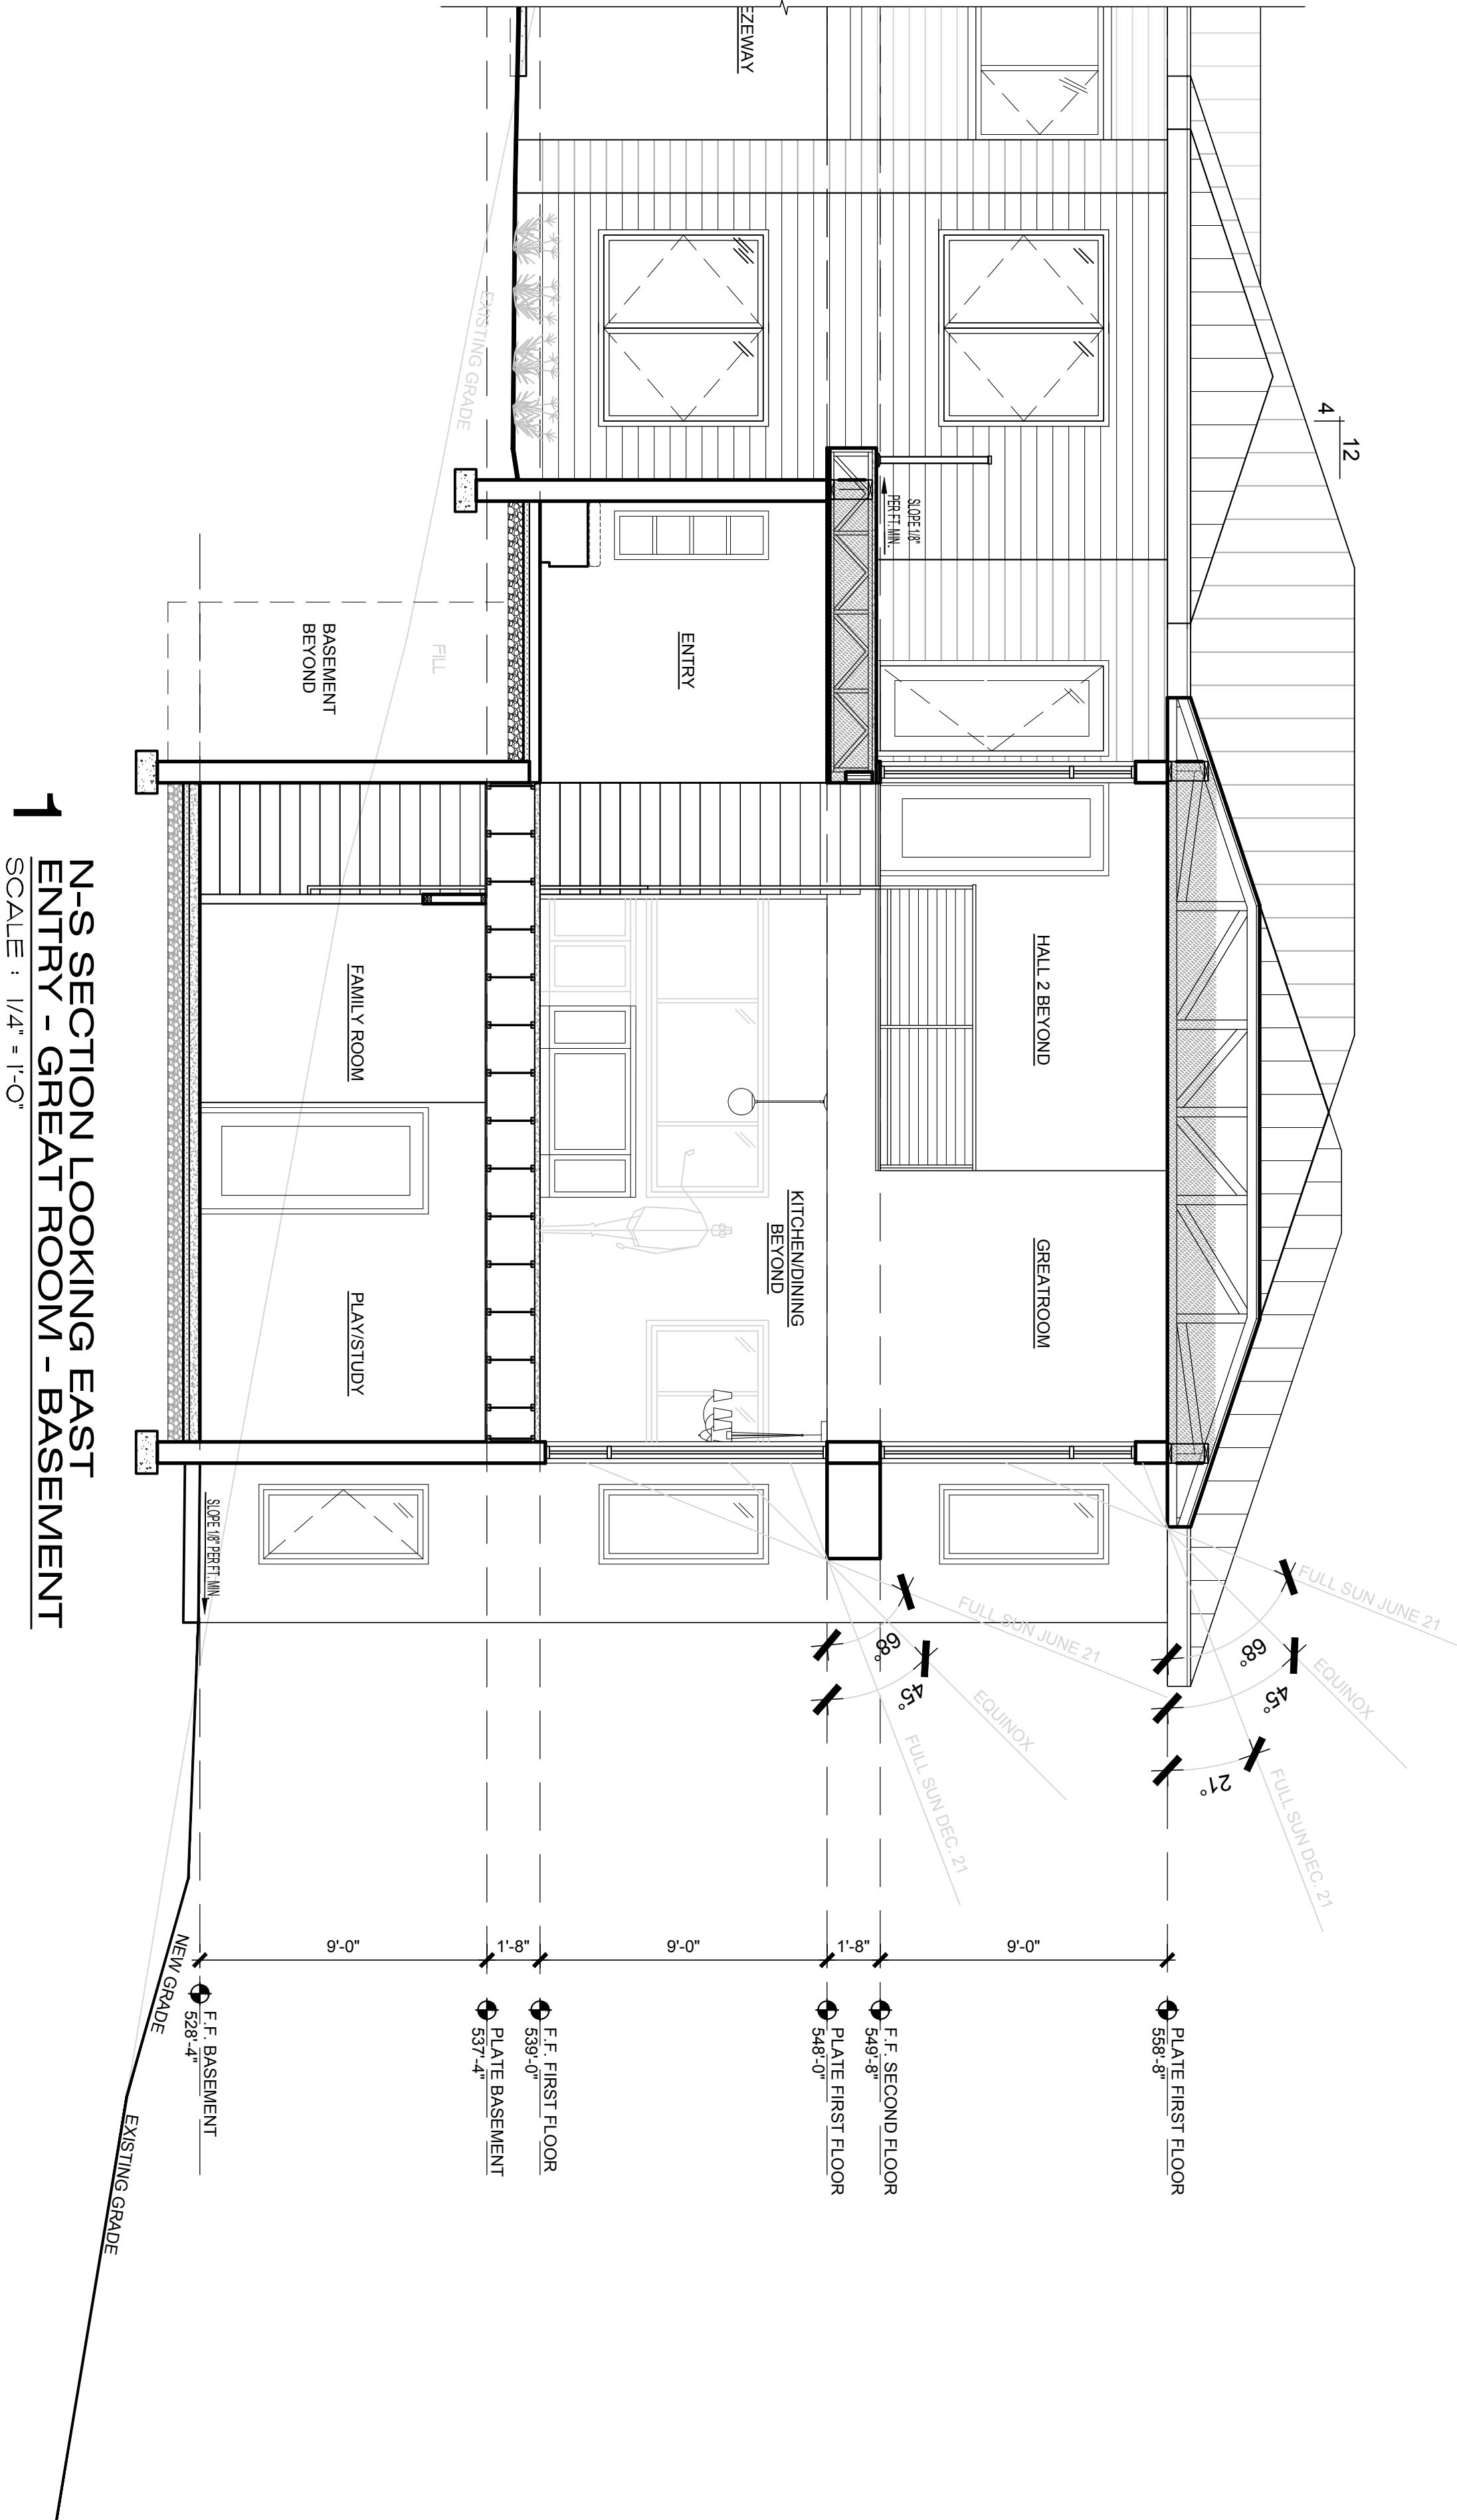 EZEWAY
4
12
EXISTING GRADE
SLOPE 1/8"
PER FT. MIN.
ENTRY
FILL
BASEMENT
BEYOND
HALL 2 BEYOND
GREATROOM
KITCHEN/DINING
BEYOND
FAMILY ROOM
PLAY/STUDY
SLOPE 1/8" PER FT. MIN.
FULL SUN JUNE 21
68°
EQUINOX
45°
FULL SUN DEC. 21
21°
FULL SUN JUNE 21
68°
EQUINOX
45°
FULL SUN DEC. 21
9'-0"
1'-8"
9'-0"
1'-8"
9'-0"
PLATE FIRST FLOOR
558'-8"
F.F. SECOND FLOOR
549'-8"
PLATE FIRST FLOOR
548'-0"
F.F. FIRST FLOOR
539'-0"
PLATE BASEMENT
537'-4"
F.F. BASEMENT
528'-4"
NEW GRADE
EXISTING GRADE
1
N-S SECTION LOOKING EAST
ENTRY - GREAT ROOM - BASEMENT
SCALE : 1/4" = 1'-0"